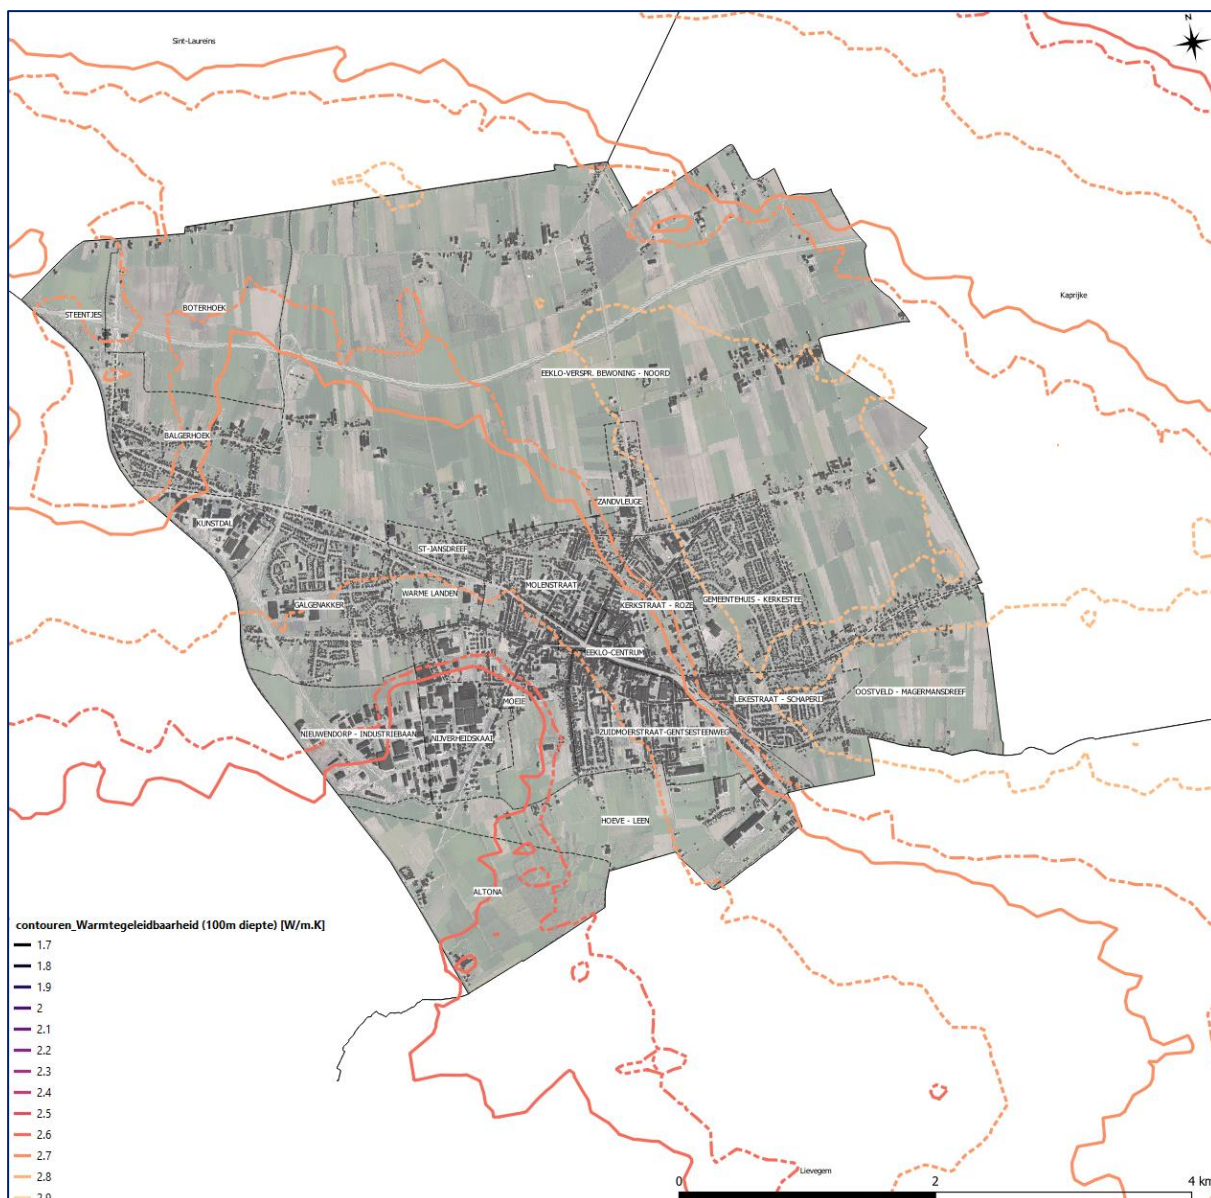 Sint-Laureins
N
Kaprijke
STEENTJES
BOTERHOEK
EEKLO-VERSPR. BEWONING - NOORD
BALGERHOEK
ZANDVLEUGE
KUNSTDAL
ST-JANSDREEF
MOLENSTRAAT
WARME LANDEN
GALGENAKKER
KERKSTRAAT - ROZE
GEMEENTEHUIS - KERKESTEE
EEKLO-CENTRUM
OOSTVELD - MAGERMANSDREEF
LEKESTRAAT - SCHAPERIJ
MOEIE
NIEUWENDORP - INDUSTRIEBAAN
NIJVERHEIDSKAAI
ZUIDMOERSTRAAT-GENTSESTEENWEG
HOEVE - LEEN
ALTONA
contouren_Warmtegeleidbaarheid (100m diepte) [W/m.K]
1.7
1.8
1.9
2
2.1
2.2
2.3
2.4
2.5
2.6
2.7
2.8
2.9
Lievegem
0 2 4 km